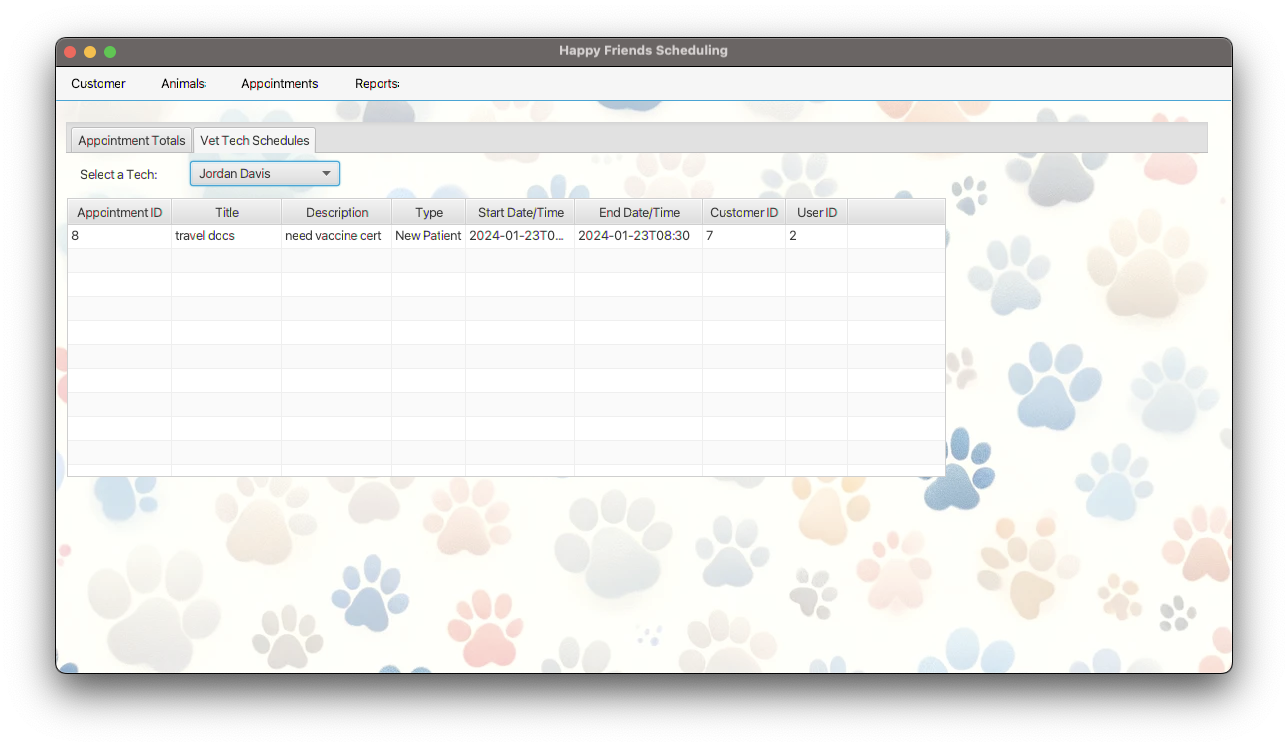 Happy Friends Scheduling
Customer Animals Appointments Reports
Appointment Totals Vet Tech Schedules
Select a Tech: Jordan Davis
Appointment ID Title Description Type Start Date/Time End Date/Time Customer ID User ID
8 travel docs need vaccine cert New Patient 2024-01-23T0... 2024-01-23T08:30 7 2